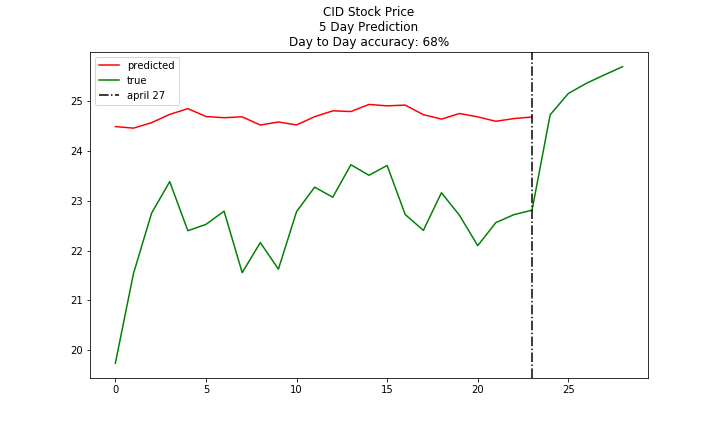 CID Stock Price
5 Day Prediction
Day to Day accuracy: 68%
predicted
true
april 27
25
24
23
22
21
20
0 5 10 15 20 25